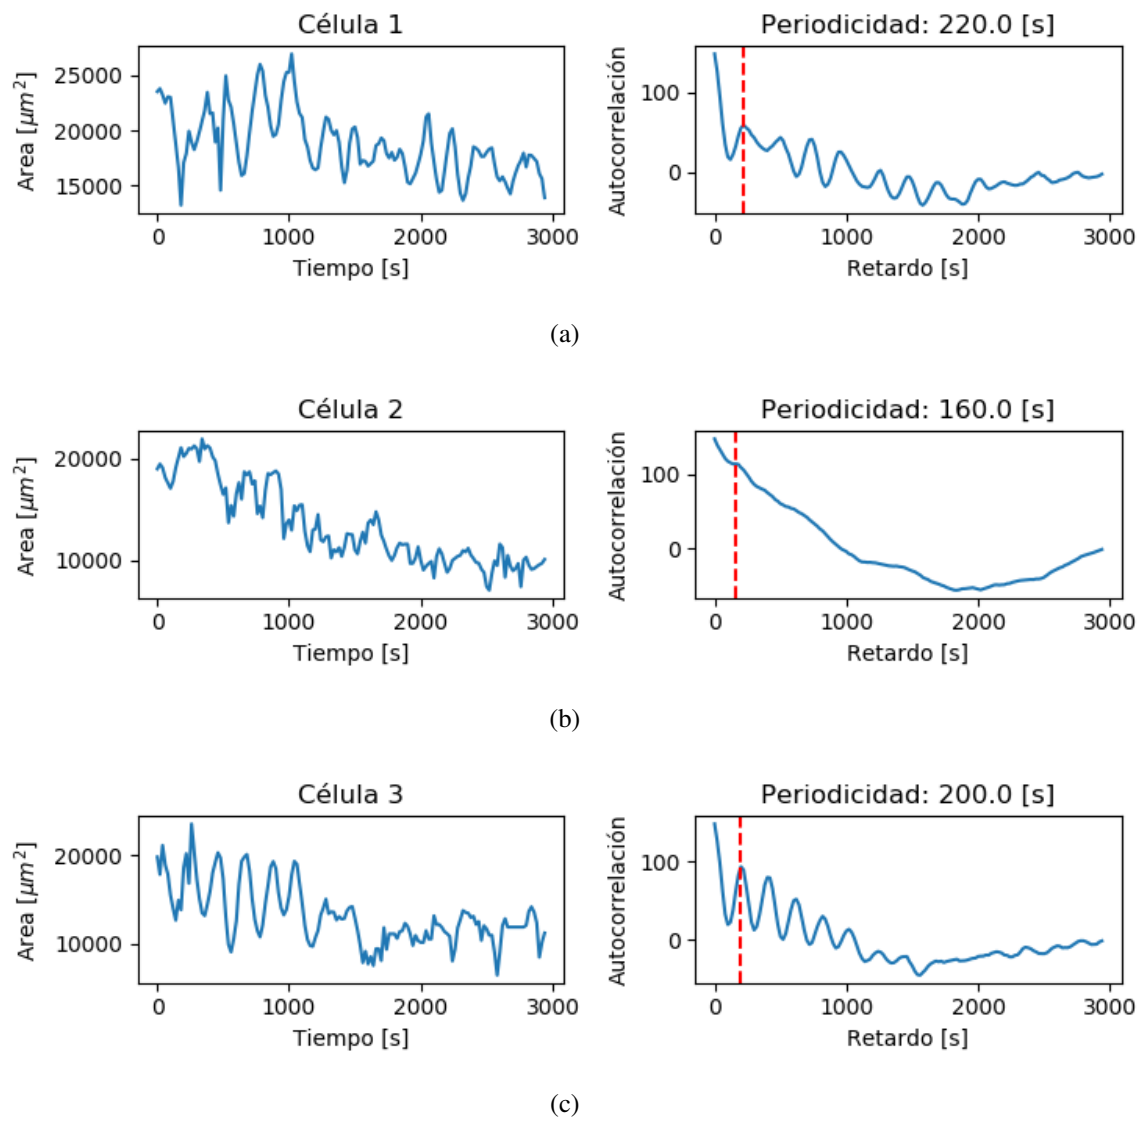 Célula 1
Periodicidad: 220.0 [s]
Area [μm²]
25000
20000
15000
0 1000 2000 3000
Tiempo [s]
Autocorrelación
100
0
0 1000 2000 3000
Retardo [s]
(a)
Célula 2
Periodicidad: 160.0 [s]
Area [μm²]
20000
10000
0 1000 2000 3000
Tiempo [s]
Autocorrelación
100
0
0 1000 2000 3000
Retardo [s]
(b)
Célula 3
Periodicidad: 200.0 [s]
Area [μm²]
20000
10000
0 1000 2000 3000
Tiempo [s]
Autocorrelación
100
0
0 1000 2000 3000
Retardo [s]
(c)